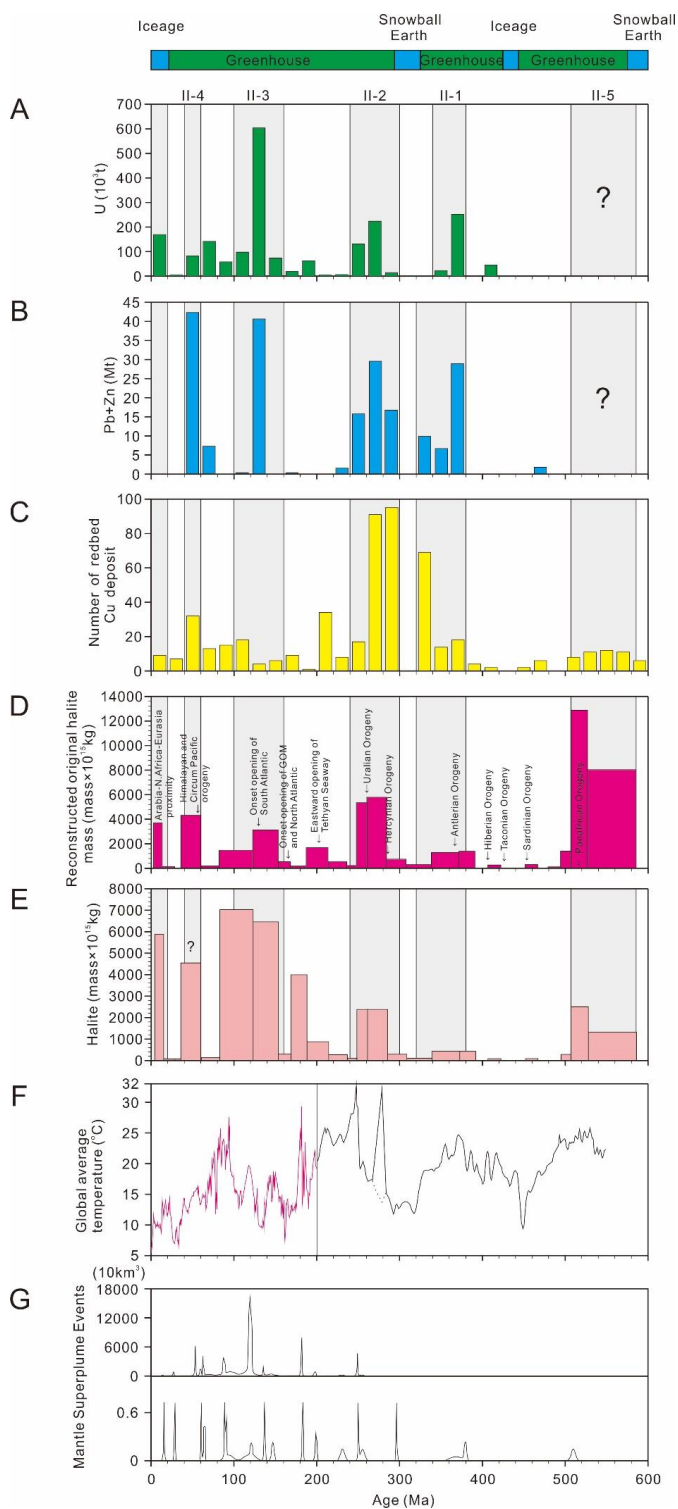 Iceage
Snowball
Earth
Iceage
Snowball
Earth
Greenhouse
Greenhouse
Greenhouse
II-4
II-3
II-2
II-1
II-5
A
U (10³t)
700
600
500
400
300
200
100
0
?
B
Pb+Zn (Mt)
45
40
35
30
25
20
15
10
5
0
?
C
Number of redbed
Cu deposit
100
80
60
40
20
0
D
Reconstructed original halite
mass (mass×10¹⁵kg)
14000
12000
10000
8000
6000
4000
2000
0
Arabia-N.Africa-Eurasia
proximity
Himalayan and
Circum Pacific
orogeny
Onset opening of
South Atlantic
Onset opening of GOM
and North Atlantic
Eastward opening of
Tethyan Seaway
Uralian Orogeny
Hercynian Orogeny
Antlerian Orogeny
Hiberian Orogeny
Taconian Orogeny
Sardinian Orogeny
Panafrican Orogeny
E
Halite (mass×10¹⁵kg)
8000
7000
6000
5000
4000
3000
2000
1000
0
?
F
Global average
temperature (°C)
32
30
25
20
15
10
5
G
(10km³)
Mantle Superplume Events
18000
12000
6000
0
0.6
0
0 100 200 300 400 500 600
Age (Ma)